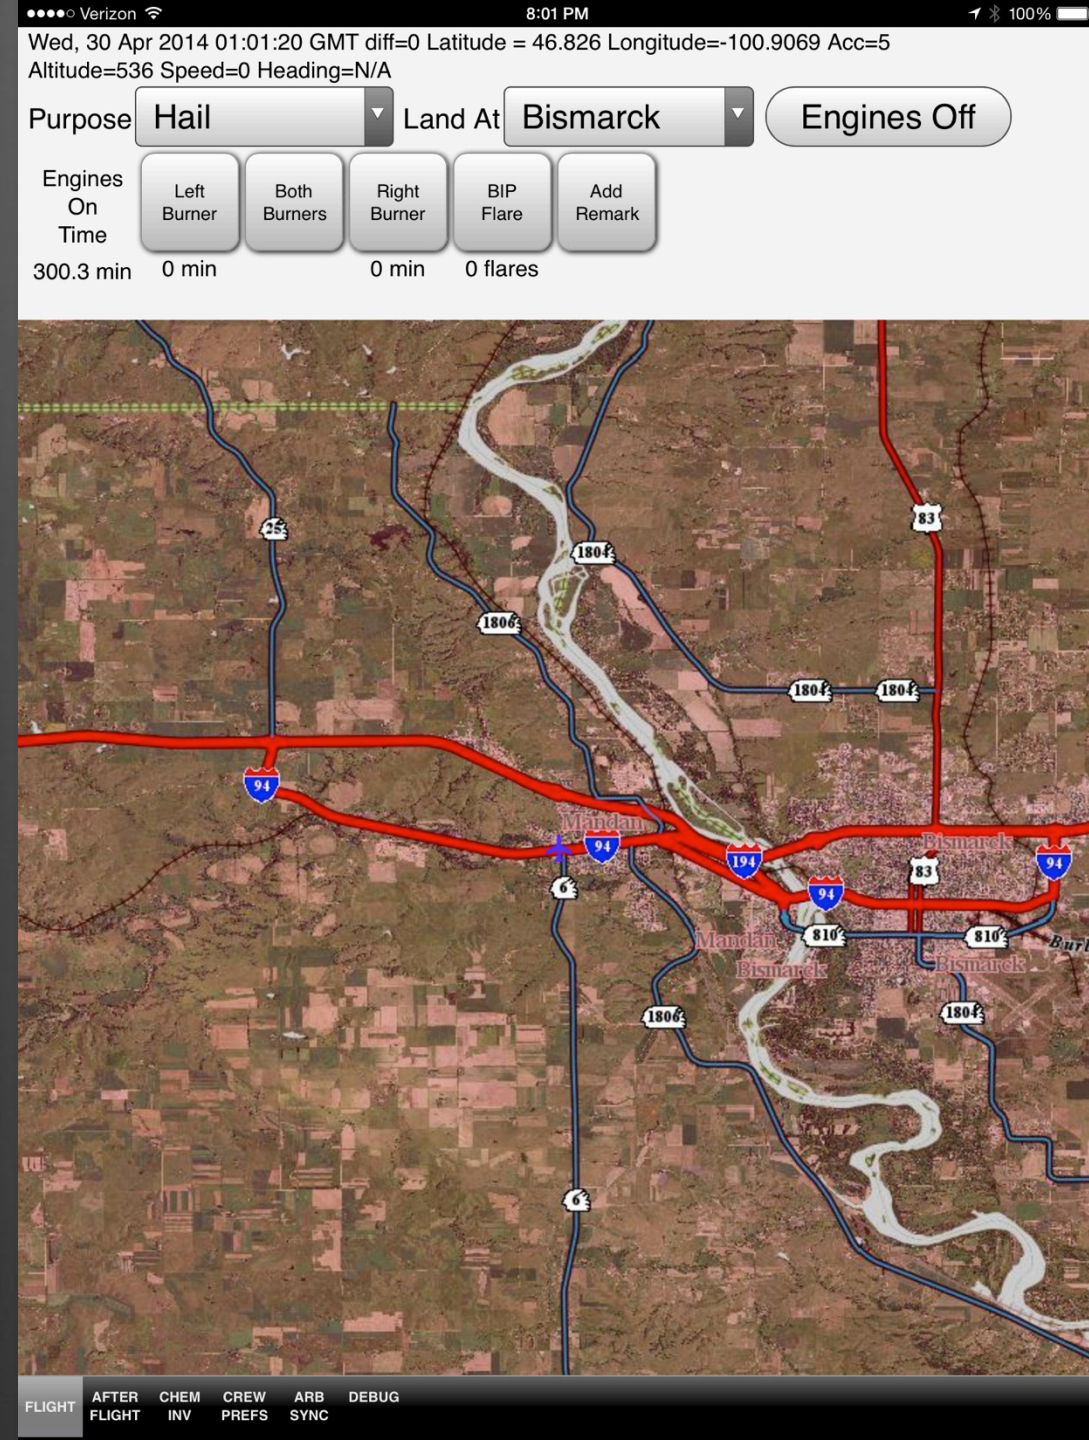 Verizon 8:01 PM 100%
Wed, 30 Apr 2014 01:01:20 GMT diff=0 Latitude = 46.826 Longitude=-100.9069 Acc=5
Altitude=536 Speed=0 Heading=N/A
Purpose Hail Land At Bismarck Engines Off
Engines
On
Time
300.3 min
Left
Burner
0 min
Both
Burners
Right
Burner
0 min
BIP
Flare
0 flares
Add
Remark
83
25
1804
1806
1804 1804
94
Mandan
94
194
Bismarck
94
83
6
94
810
810
Mandan
Bismarck
Bismarck
1806
1804
6
FLIGHT
AFTER
FLIGHT
CHEM
INV
CREW
PREFS
ARB
SYNC
DEBUG